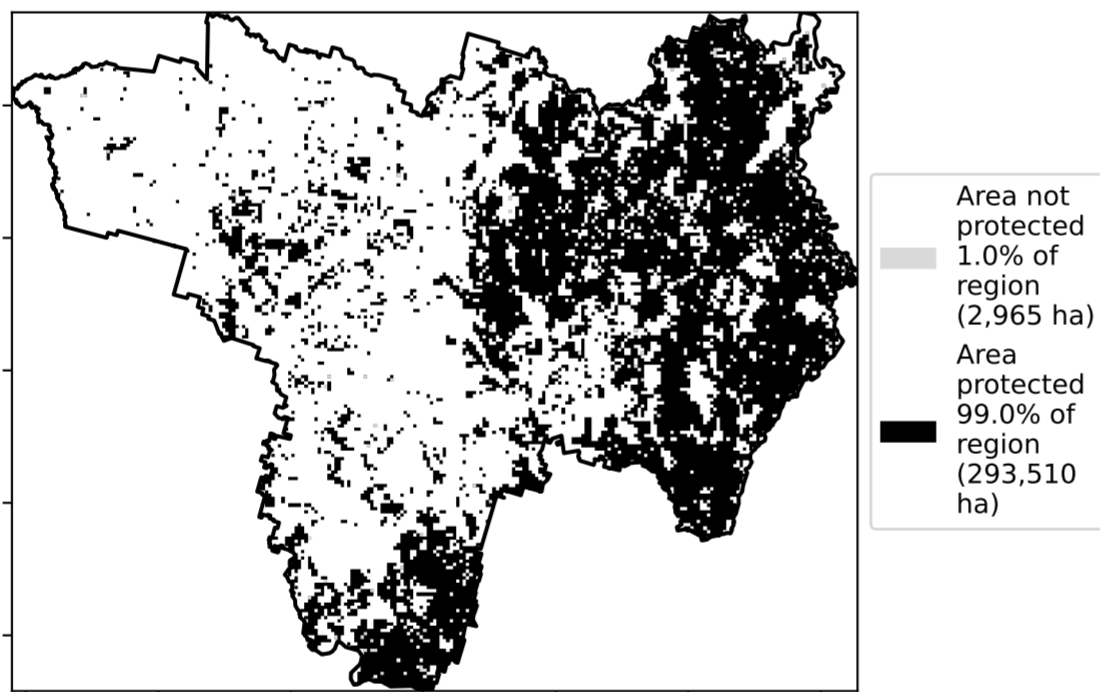 Area not
protected
1.0% of
region
(2,965 ha)
Area
protected
99.0% of
region
(293,510
ha)